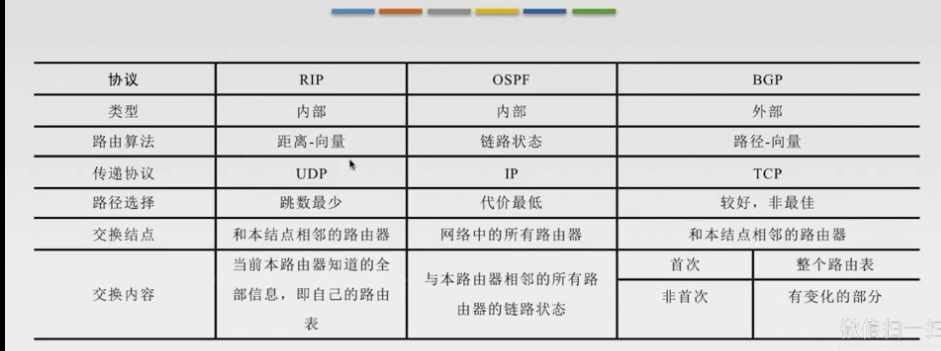 协议 RIP OSPF BGP
类型 内部 内部 外部
路由算法 距离-向量 链路状态 路径-向量
传递协议 UDP IP TCP
路径选择 跳数最少 代价最低 较好，非最佳
交换结点 和本结点相邻的路由器 网络中的所有路由器 和本结点相邻的路由器
交换内容
当前本路由器知道的全
部信息，即自己的路由
表
与本路由器相邻的所有路
由器的链路状态
首次 整个路由表
非首次 有变化的部分
微信扫一扫